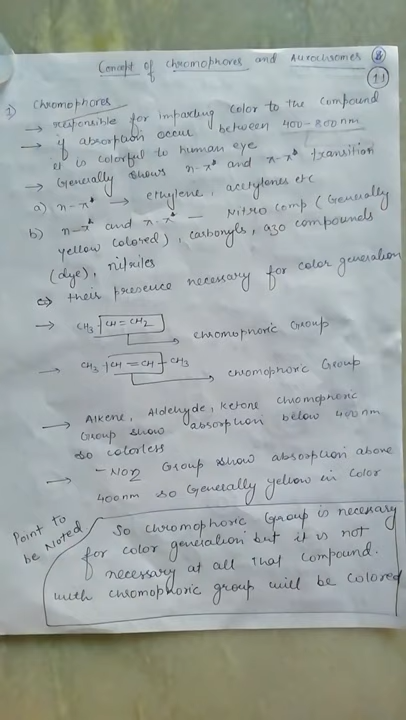 Concept of chromophores and Auxochromes 8
11
1) chromophores
→ responsible for imparting color to the compound
→ if absorption occur between 400-800nm
it is colorful to human eye
→ Generally shows n-π* and π-π* transition
a) π-π* → ethylene, acetylenes etc
b) n-π* and π-π* — Nitro comp (Generally
yellow colored), carbonyls, azo compounds
(dye), nitriles
c) their presence necessary for color generation
→ CH3 CH=CH2
chromophoric Group
→ CH3 CH=CH CH3
chromophoric Group
→ Alkene, Aldehyde, ketone chromophoric
Group show absorption below 400nm
so colorless
→ -NO2 Group show absorption above
400nm so Generally yellow in color
Point to
be Noted
So chromophoric Group is necessary
for color generation but it is not
necessary at all that compound.
with chromophoric group will be colored